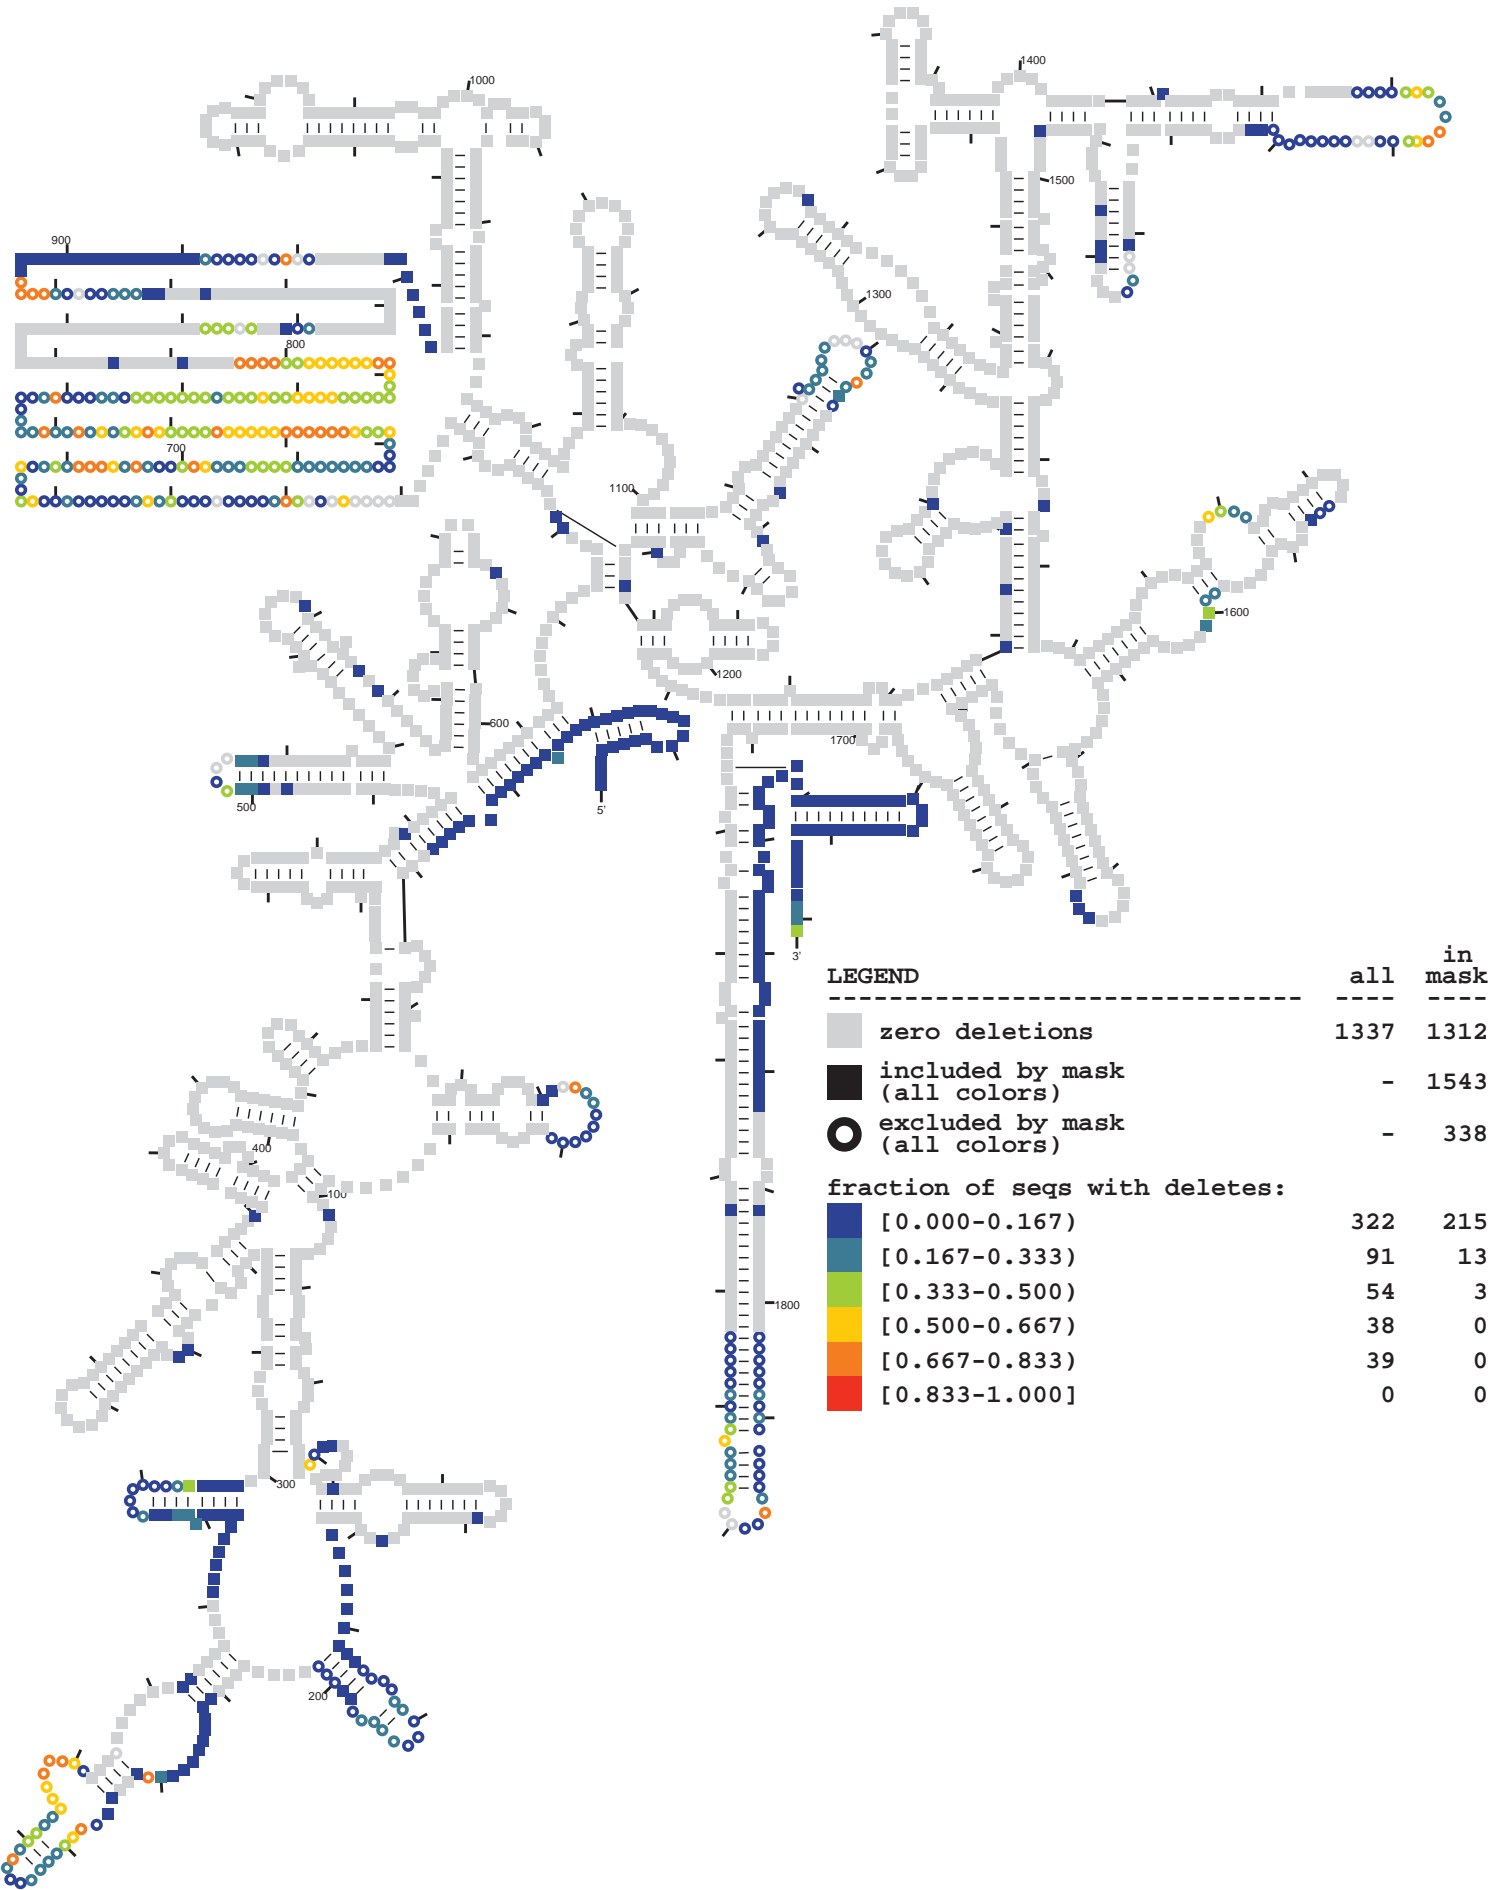 1000
1400
1500
900
1300
800
700
1100
1600
1200
600
1700
500
5'
3'
in
LEGEND all mask
zero deletions 1337 1312
included by mask
(all colors) - 1543
excluded by mask
(all colors) - 338
400
100
fraction of seqs with deletes:
[0.000-0.167) 322 215
[0.167-0.333) 91 13
[0.333-0.500) 54 3
[0.500-0.667) 38 0
[0.667-0.833) 39 0
[0.833-1.000] 0 0
1800
300
200